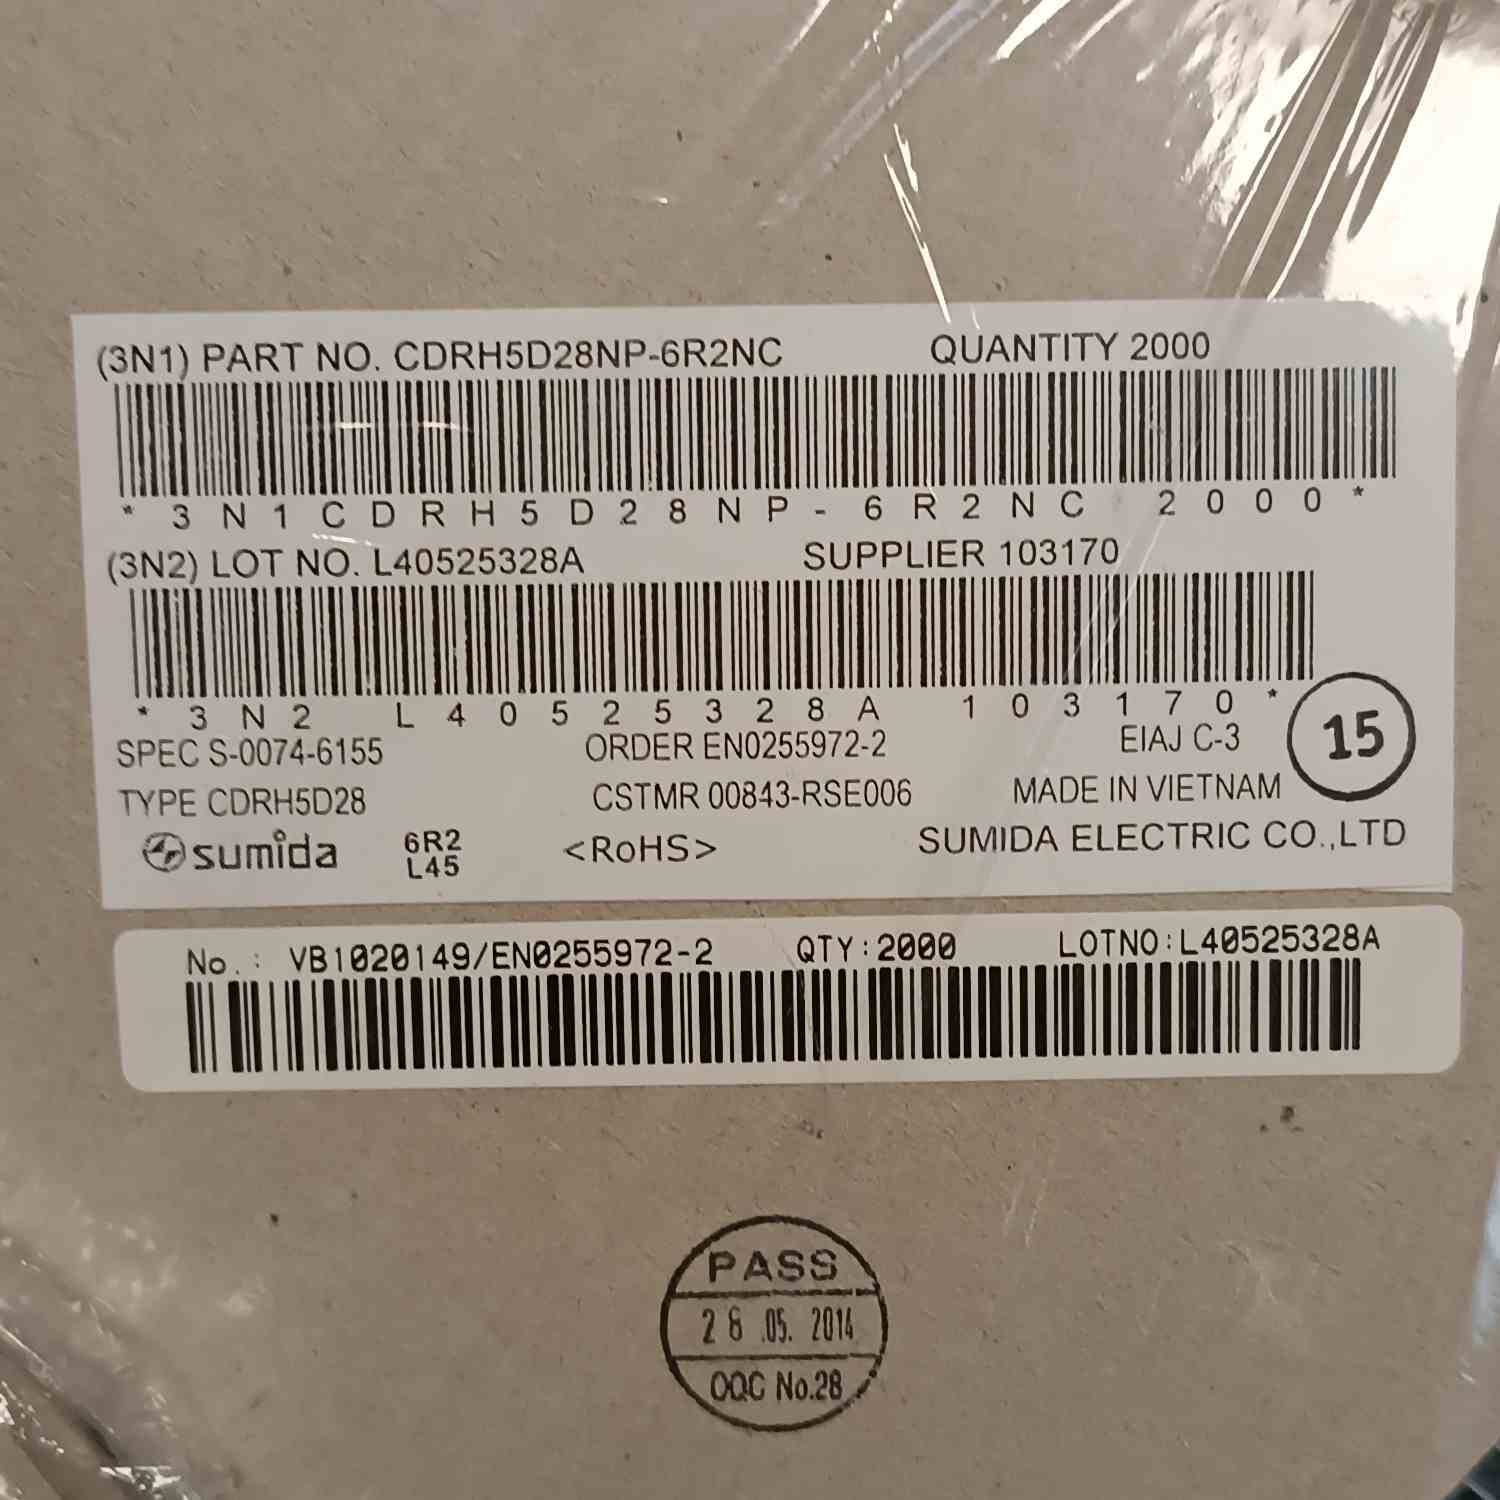 (3N1) PART NO. CDRH5D28NP-6R2NC QUANTITY 2000
*3N1CDRH5D28NP-6R2NC 2000*
(3N2) LOT NO. L40525328A SUPPLIER 103170
*3N2 L40525328A 103170*
SPEC S-0074-6155 ORDER EN0255972-2 EIAJ C-3
15
TYPE CDRH5D28 CSTMR 00843-RSE006 MADE IN VIETNAM
sumida 6R2 <RoHS> SUMIDA ELECTRIC CO.,LTD
L45
No.: VB1020149/EN0255972-2 QTY:2000 LOTNO:L40525328A
PASS
.05. 2014
OQC No.28